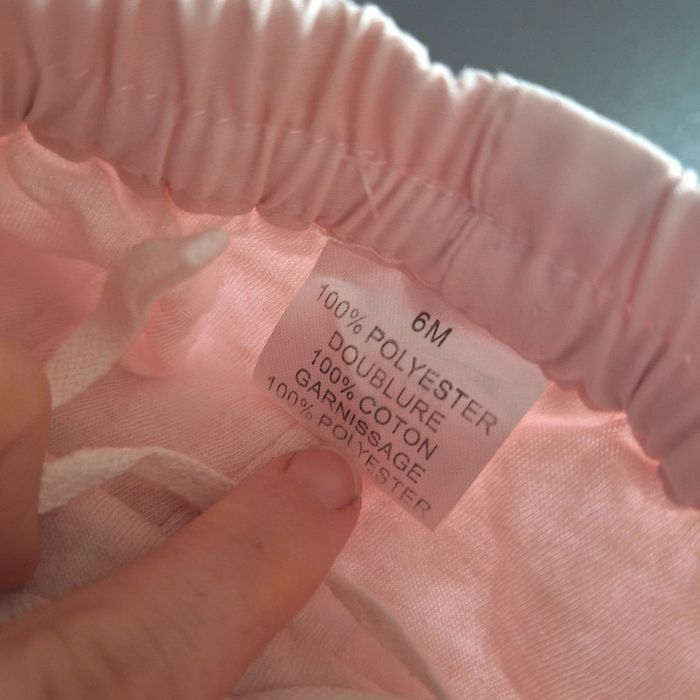 6M
100% POLYESTER
DOUBLURE
100% COTON
GARNISSAGE
100% POLYESTER